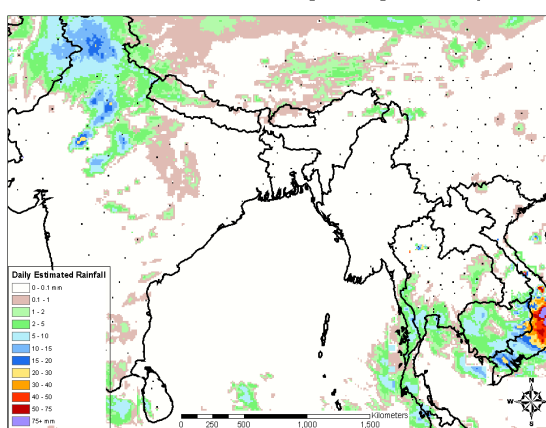 Daily Estimated Rainfall
0 - 0.1 mm
0.1 - 1
1 - 2
2 - 5
5 - 10
10 - 15
15 - 20
20 - 30
30 - 40
40 - 50
50 - 75
75+ mm
Kilometers
0 250 500 1,000 1,500
N
W E
S